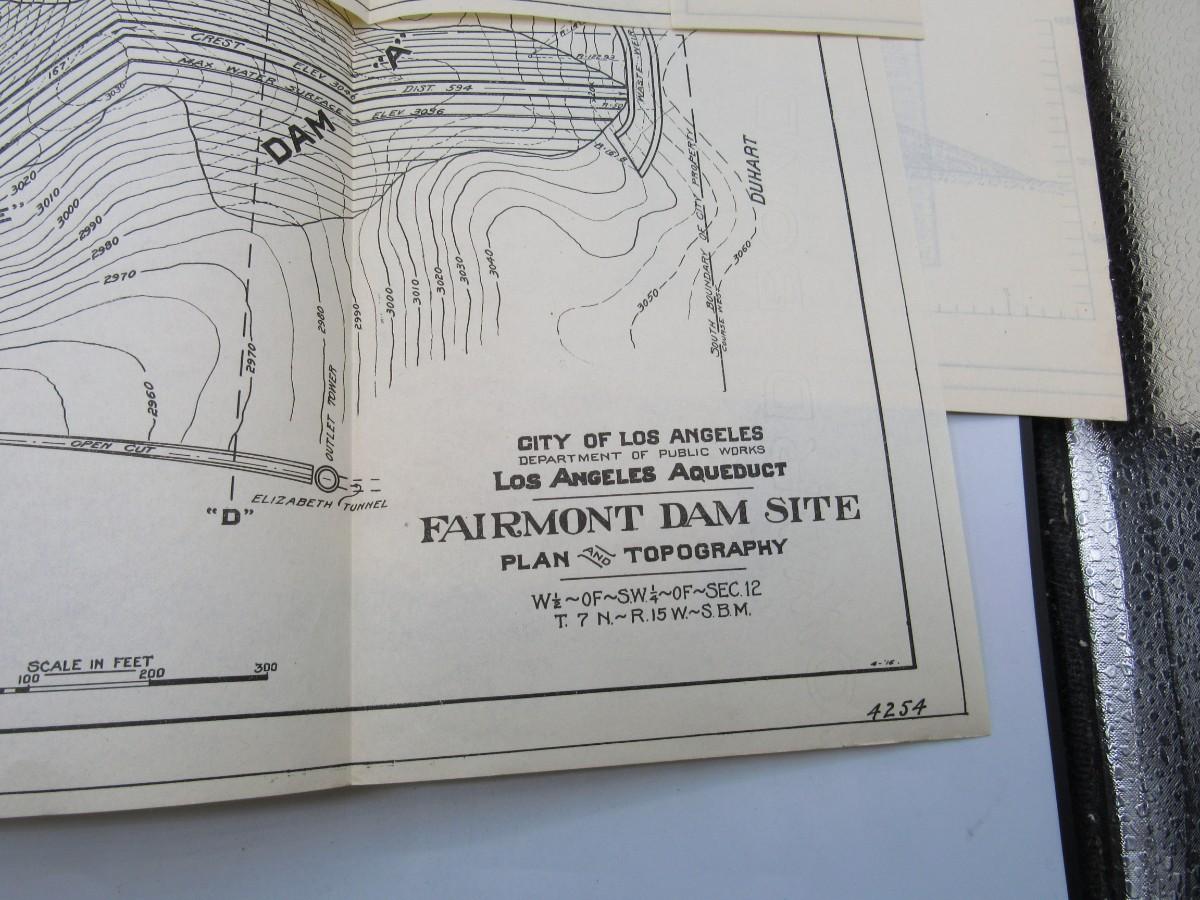 CREST
ELEV 3056
MAX. WATER SURFACE
"A"
DIST. 594
ELEV 3056
DAM
WASTE WEIR
167
3030
3020
3010
3000
2990
2980
2970
2960
2970
2980
2990
3000
3010
3020
3030
3040
3050
3060
DUHART
SOUTH BOUNDARY OF CITY PROPERTY
COURSE WEST
OPEN CUT
OUTLET TOWER
ELIZABETH TUNNEL
"D"
CITY OF LOS ANGELES
DEPARTMENT OF PUBLIC WORKS
LOS ANGELES AQUEDUCT
FAIRMONT DAM SITE
PLAN AND TOPOGRAPHY
W½~OF~S.W.¼~OF~SEC.12
T. 7 N.~R.15 W.~S.B.M.
SCALE IN FEET
100 200 300
4-'16.
4254